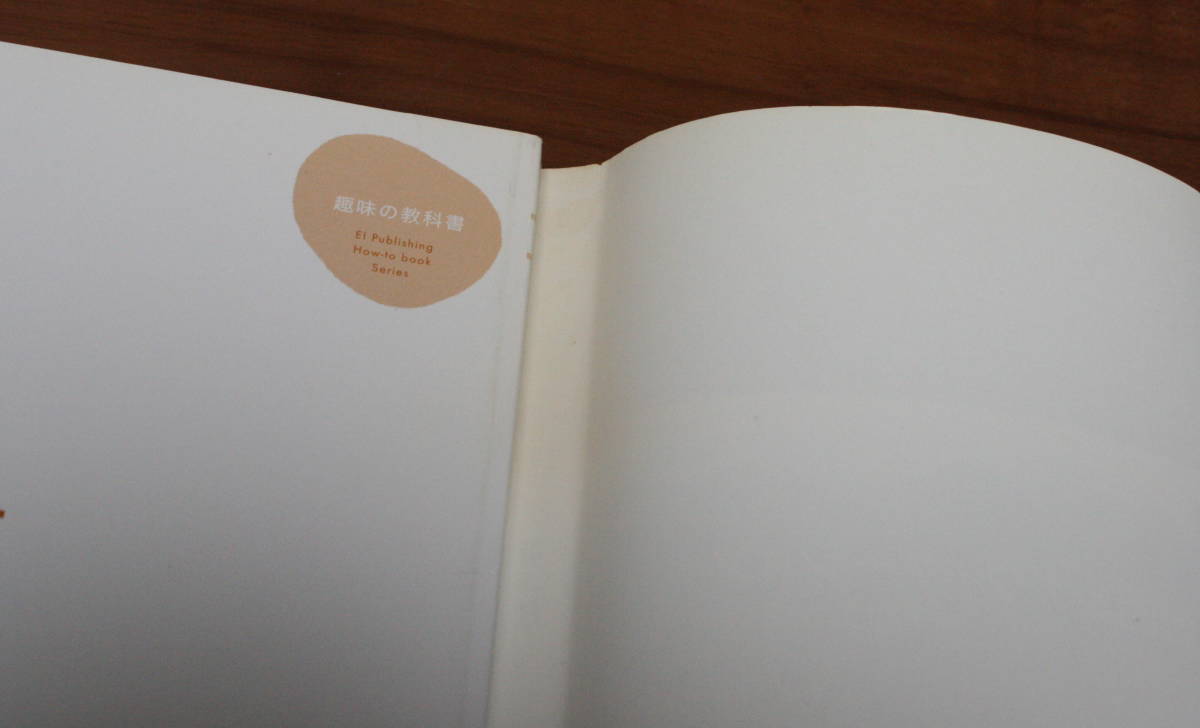 趣味の教科書
EI Publishing
How-to book
Series